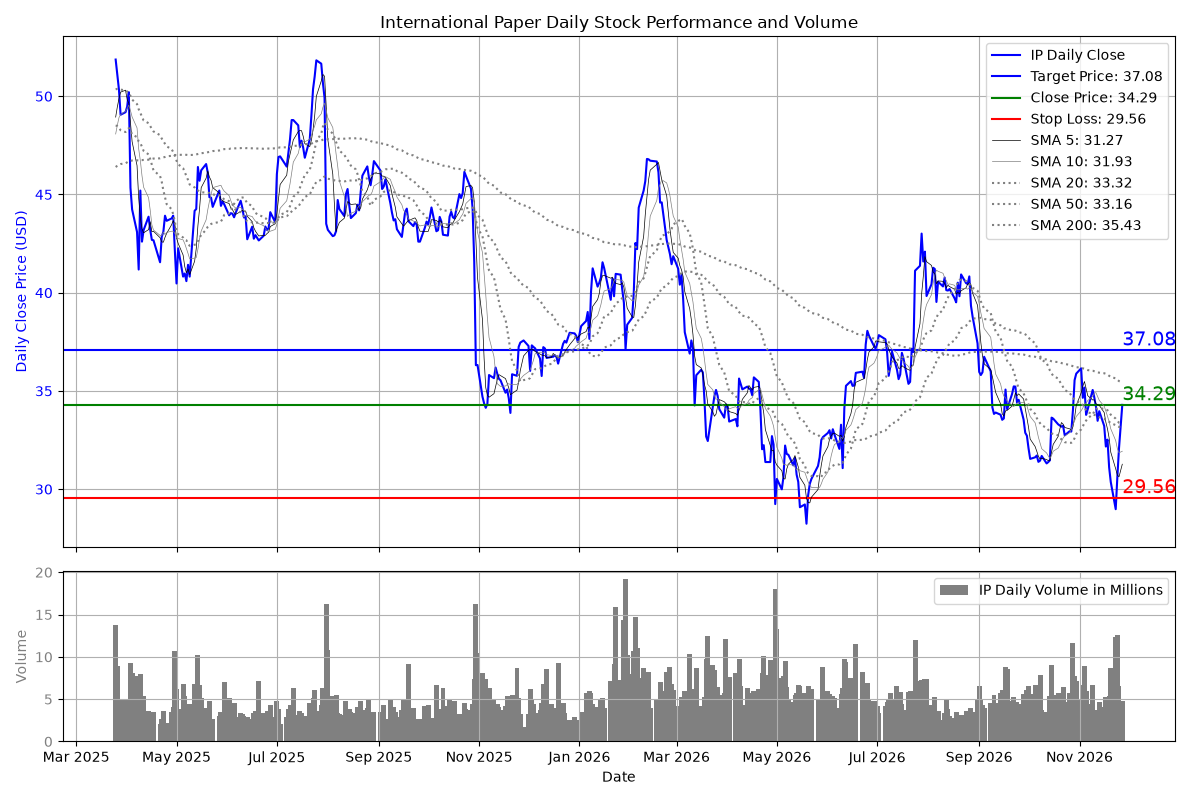 International Paper Daily Stock Performance and Volume
Daily Close Price (USD)
50
45
40
35
30
IP Daily Close
Target Price: 37.08
Close Price: 34.29
Stop Loss: 29.56
SMA 5: 31.27
SMA 10: 31.93
SMA 20: 33.32
SMA 50: 33.16
SMA 200: 35.43
37.08
34.29
29.56
Volume
20
15
10
5
0
IP Daily Volume in Millions
Mar 2025 May 2025 Jul 2025 Sep 2025 Nov 2025 Jan 2026 Mar 2026 May 2026 Jul 2026 Sep 2026 Nov 2026
Date